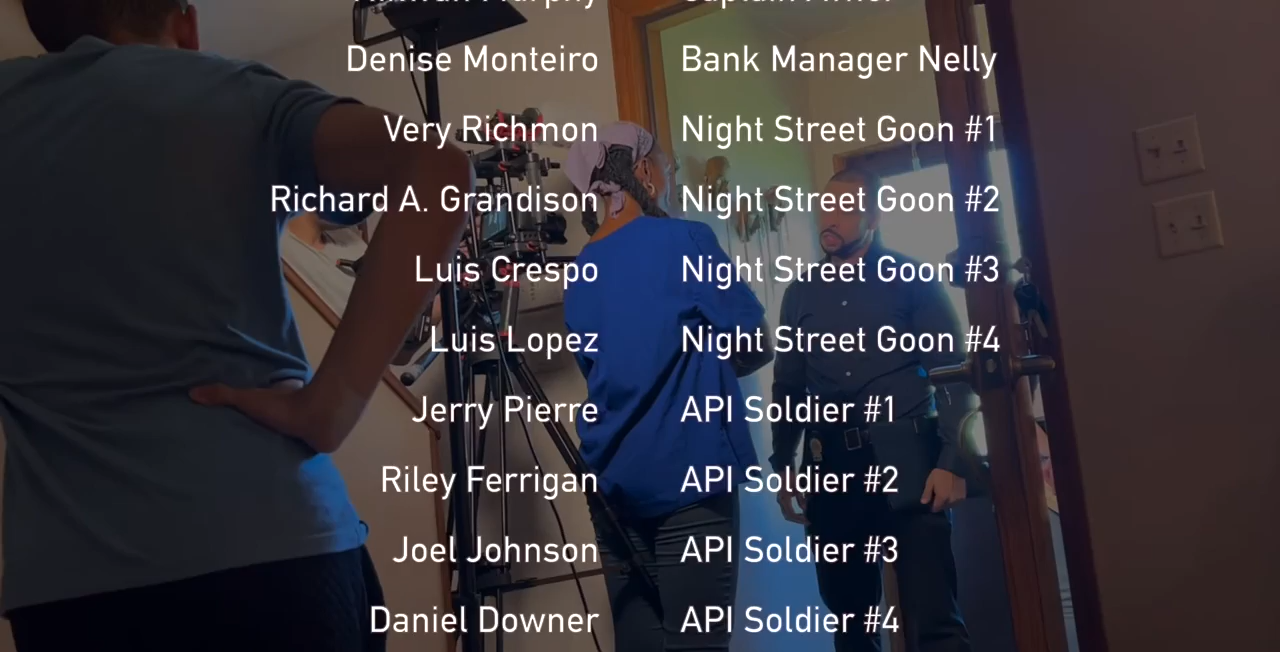 Denise Monteiro Bank Manager Nelly
Very Richmon Night Street Goon #1
Richard A. Grandison Night Street Goon #2
Luis Crespo Night Street Goon #3
Luis Lopez Night Street Goon #4
Jerry Pierre API Soldier #1
Riley Ferrigan API Soldier #2
Joel Johnson API Soldier #3
Daniel Downer API Soldier #4